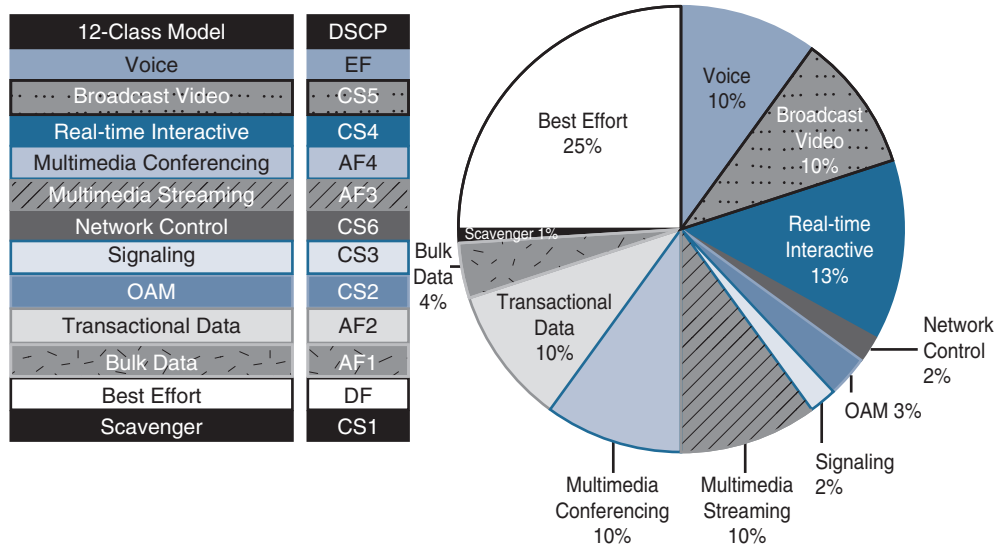 12-Class Model DSCP
Voice EF
Broadcast Video CS5
Real-time Interactive CS4
Multimedia Conferencing AF4
Multimedia Streaming AF3
Network Control CS6
Signaling CS3
OAM CS2
Transactional Data AF2
Bulk Data AF1
Best Effort DF
Scavenger CS1
Voice
10%
Broadcast
Video
10%
Real-time
Interactive
13%
Network
Control
2%
OAM 3%
Signaling
2%
Multimedia
Streaming
10%
Multimedia
Conferencing
10%
Transactional
Data
10%
Bulk
Data
4%
Scavenger 1%
Best Effort
25%